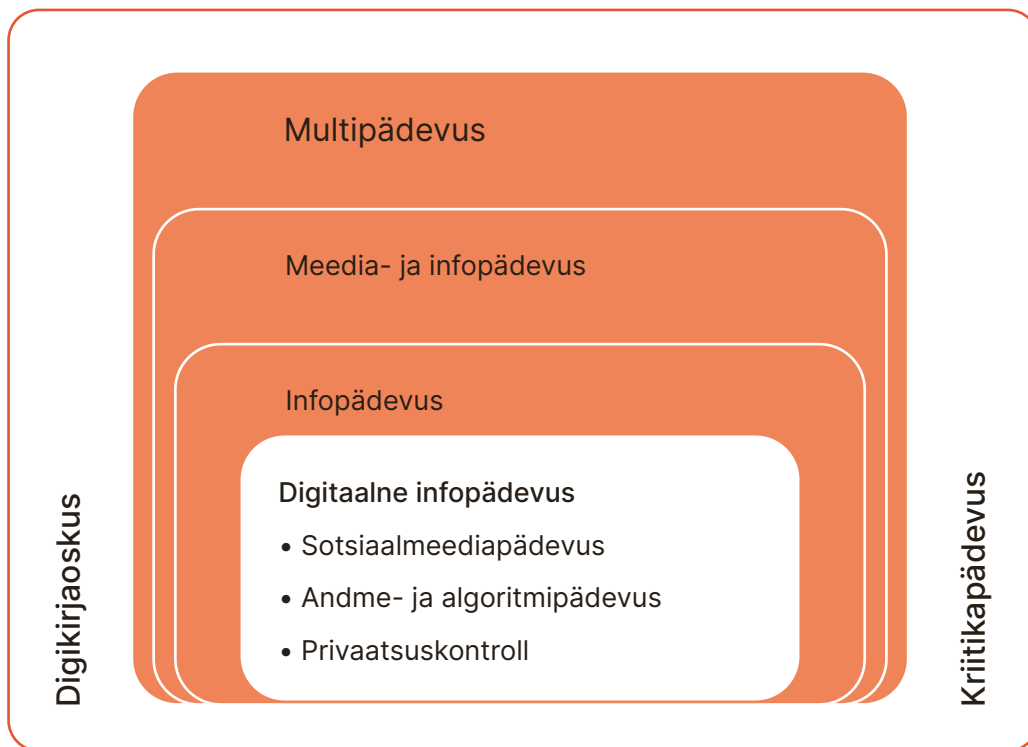 Multipädevus
Meedia- ja infopädevus
Infopädevus
Digitaalne infopädevus
• Sotsiaalmeediapädevus
• Andme- ja algoritmipädevus
• Privaatsuskontroll
Digikirjaoskus
Kriitikapädevus